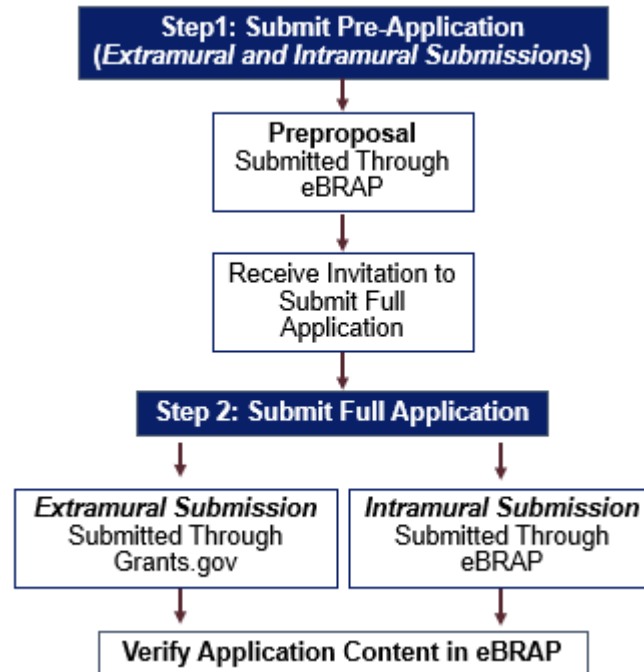 Step1: Submit Pre-Application
(Extramural and Intramural Submissions)
Preproposal
Submitted Through
eBRAP
Receive Invitation to
Submit Full
Application
Step 2: Submit Full Application
Extramural Submission
Submitted Through
Grants.gov
Intramural Submission
Submitted Through
eBRAP
Verify Application Content in eBRAP